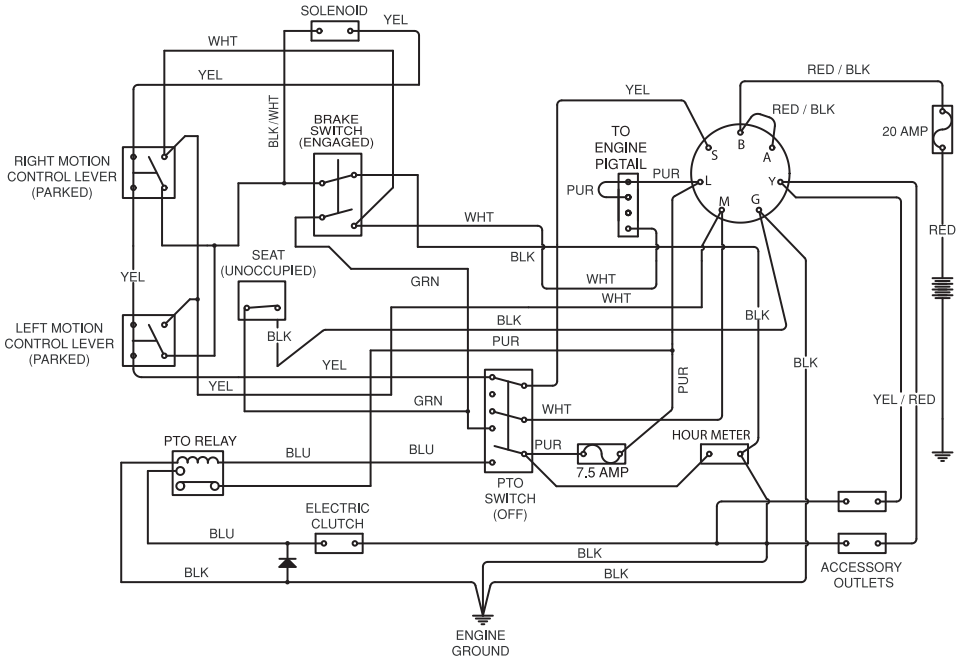 SOLENOID
YEL
WHT
YEL
BLK / WHT
BRAKE
SWITCH
(ENGAGED)
RIGHT MOTION
CONTROL LEVER
(PARKED)
YEL
TO
ENGINE
PIGTAIL
PUR
PUR
RED / BLK
RED / BLK
20 AMP
S
B
A
L
Y
M
G
RED
WHT
BLK
WHT
WHT
SEAT
(UNOCCUPIED)
GRN
BLK
YEL
BLK
BLK
LEFT MOTION
CONTROL LEVER
(PARKED)
PUR
YEL
YEL
GRN
WHT
PUR
BLK
YEL / RED
PTO RELAY
BLU
BLU
PUR
7.5 AMP
HOUR METER
PTO
SWITCH
(OFF)
ELECTRIC
CLUTCH
BLU
BLK
BLK
BLK
ACCESSORY
OUTLETS
ENGINE
GROUND